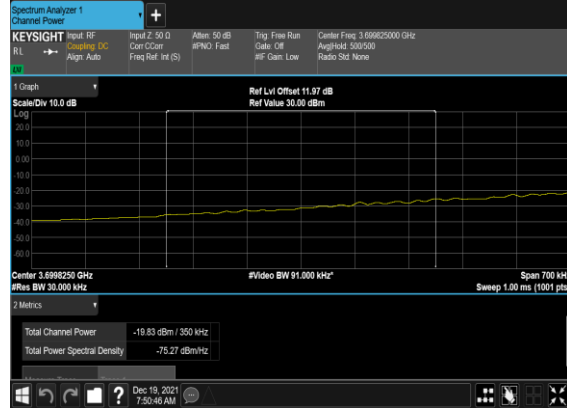 Spectrum Analyzer 1
Channel Power
KEYSIGHT Input: RF Input Z: 50 Ω Atten: 50 dB Trig: Free Run Center Freq: 3.699825000 GHz
RL Coupling: DC Corr CCorr #PNO: Fast Gate: Off Avg|Hold: 500/500
Align: Auto Freq Ref: Int (S) #IF Gain: Low Radio Std: None
1 Graph
Ref Lvl Offset 11.97 dB
Scale/Div 10.0 dB Ref Value 30.00 dBm
Log
20.0
10.0
0.00
-10.0
-20.0
-30.0
-40.0
-50.0
-60.0
Center 3.6998250 GHz #Video BW 91.000 kHz* Span 700 kH
#Res BW 30.000 kHz Sweep 1.00 ms (1001 pts
2 Metrics
Total Channel Power -19.83 dBm / 350 kHz
Total Power Spectral Density -75.27 dBm/Hz
Dec 19, 2021
7:50:46 AM